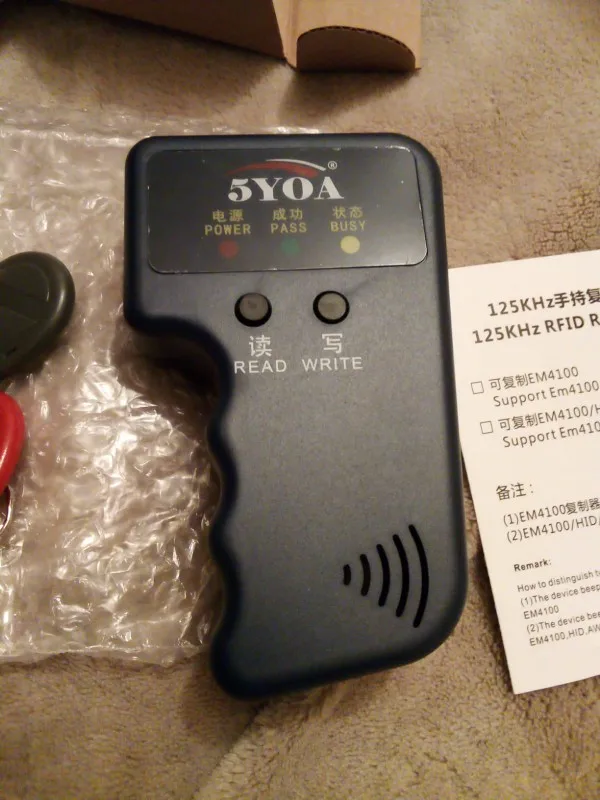 5YOA®
电源 成功 状态
POWER PASS BUSY
读 写
READ WRITE
125KHz手持复
125KHz RFID R
□ 可复制EM4100
Support Em4100
□ 可复制EM4100/H
Support Em410
备注：
(1)EM4100复制器
(2)EM4100/HID/
Remark:
How to distinguish t
(1)The device beep
EM4100
(2)The device bee
EM4100,HID,AW